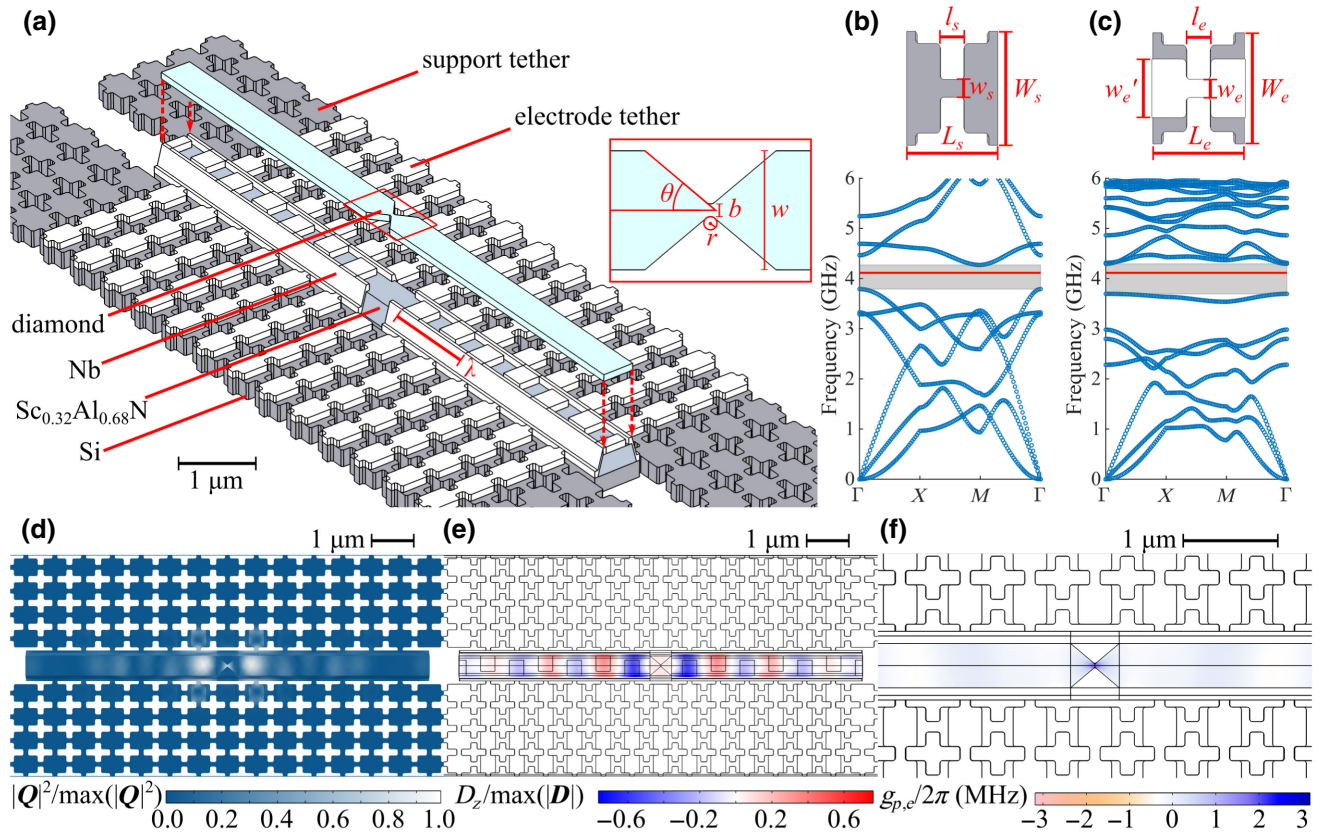 (a)
support tether
electrode tether
θ
b
w
r
diamond
Nb
λ
Sc0.32Al0.68N
Si
1 μm
(b)
ls
ws
Ws
Ls
6
5
4
3
2
1
0
Frequency (GHz)
Γ X M Γ
(c)
le
we'
we
We
Le
6
5
4
3
2
1
0
Frequency (GHz)
Γ X M Γ
(d)
1 μm
|Q|²/max(|Q|²)
0.0 0.2 0.4 0.6 0.8 1.0
(e)
1 μm
Dz/max(|D|)
−0.6 −0.2 0.2 0.6
(f)
1 μm
gp,e/2π (MHz)
−3 −2 −1 0 1 2 3